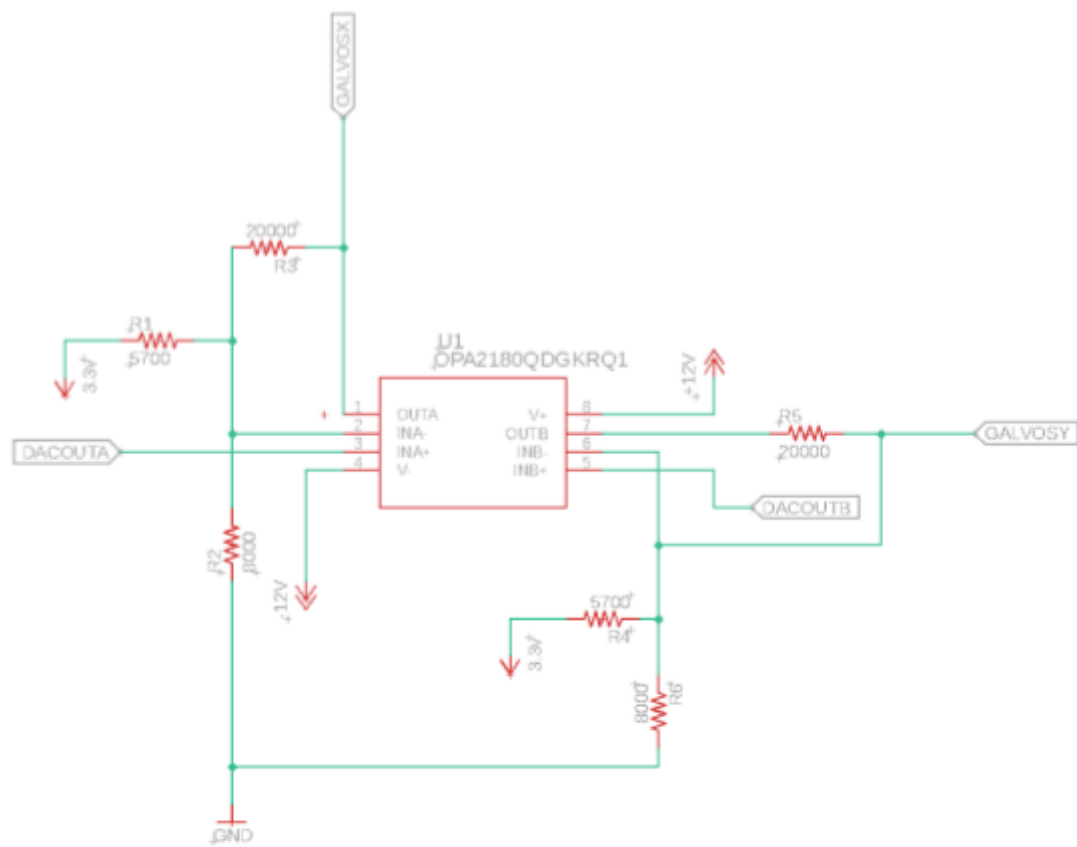 GALVOSX
20000
R3
R1
5700
3.3V
U1
OPA2180QDGKRQ1
+12V
1 OUTA
2 INA-
3 INA+
4 V-
V+ 8
OUTB 7
INB- 6
INB+ 5
R5
20000
GALVOSY
DACOUTA
DACOUTB
R2
8000
12V
5700
R4
3.3V
8000
R6
GND